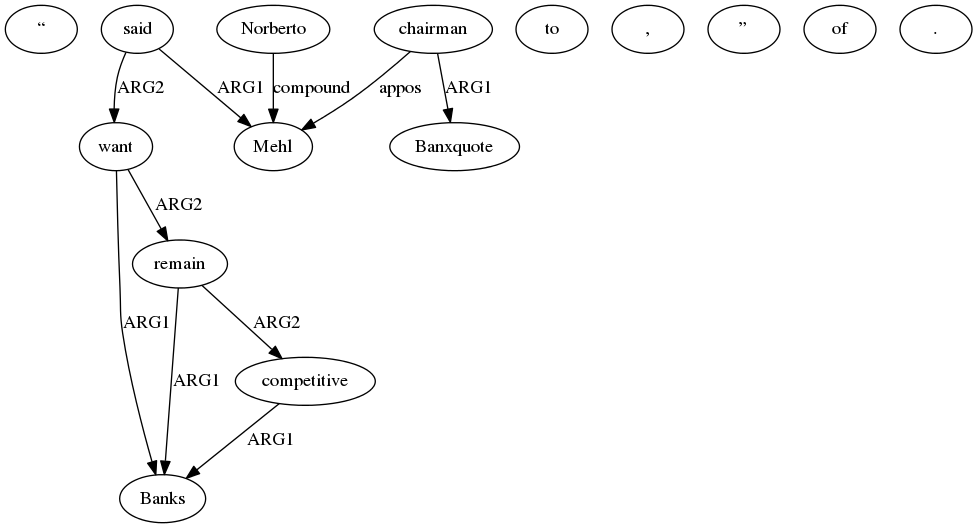 “ said Norberto chairman to , ” of .
ARG2 ARG1 compound appos ARG1
want Mehl Banxquote
ARG2
remain
ARG1 ARG2
ARG1 competitive
ARG1
Banks